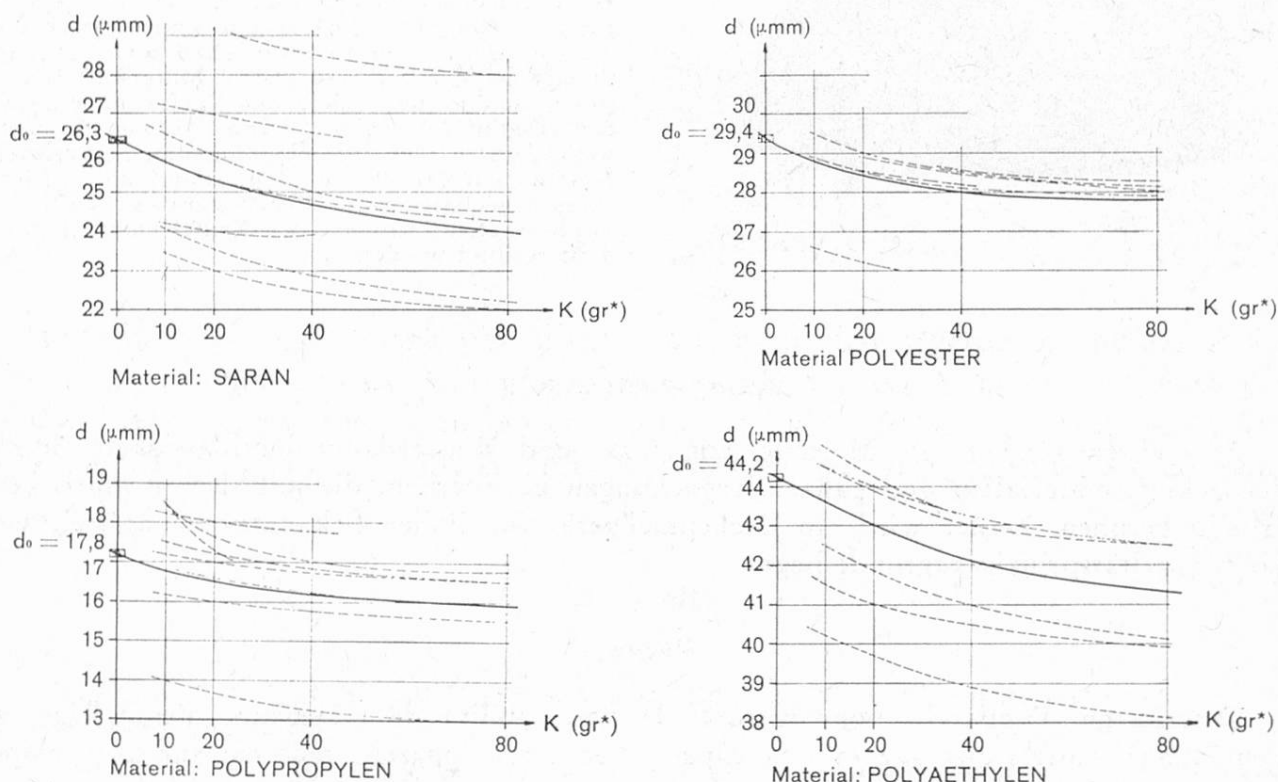 d (μmm)
28
27
d₀ = 26,3
26
25
24
23
22
0 10 20 40 80 K (gr*)
Material: SARAN
d (μmm)
30
d₀ = 29,4
29
28
27
26
25
0 10 20 40 80 K (gr*)
Material POLYESTER
d (μmm)
19
18
d₀ = 17,8
17
16
15
14
13
0 10 20 40 80 K (gr*)
Material: POLYPROPYLEN
d (μmm)
d₀ = 44,2
44
43
42
41
40
39
38
0 10 20 40 80 K (gr*)
Material: POLYAETHYLEN